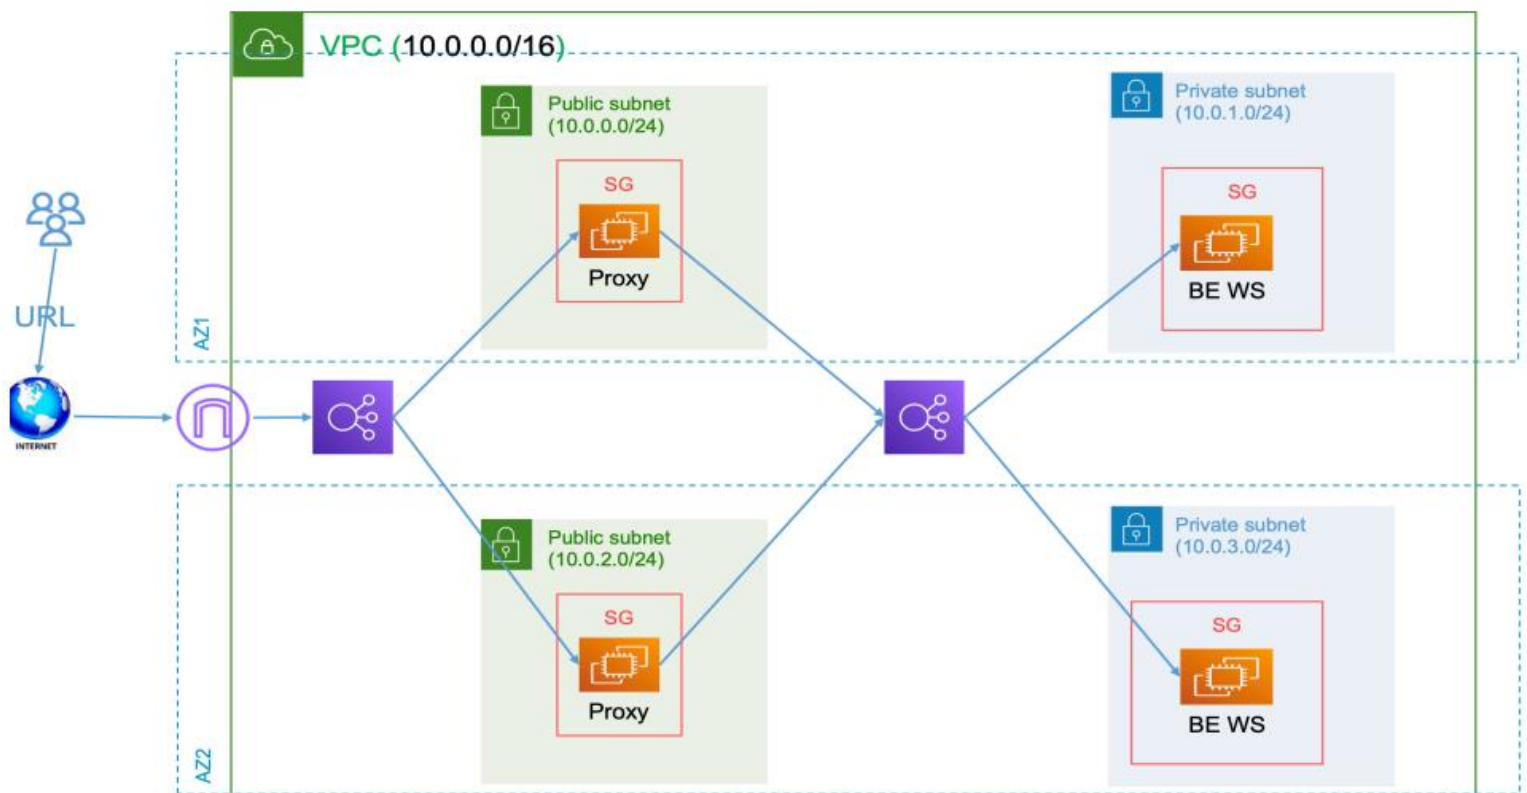 VPC (10.0.0.0/16)
Public subnet
(10.0.0.0/24)
SG
Proxy
Private subnet
(10.0.1.0/24)
SG
BE WS
URL
AZ1
INTERNET
Public subnet
(10.0.2.0/24)
SG
Proxy
Private subnet
(10.0.3.0/24)
SG
BE WS
AZ2